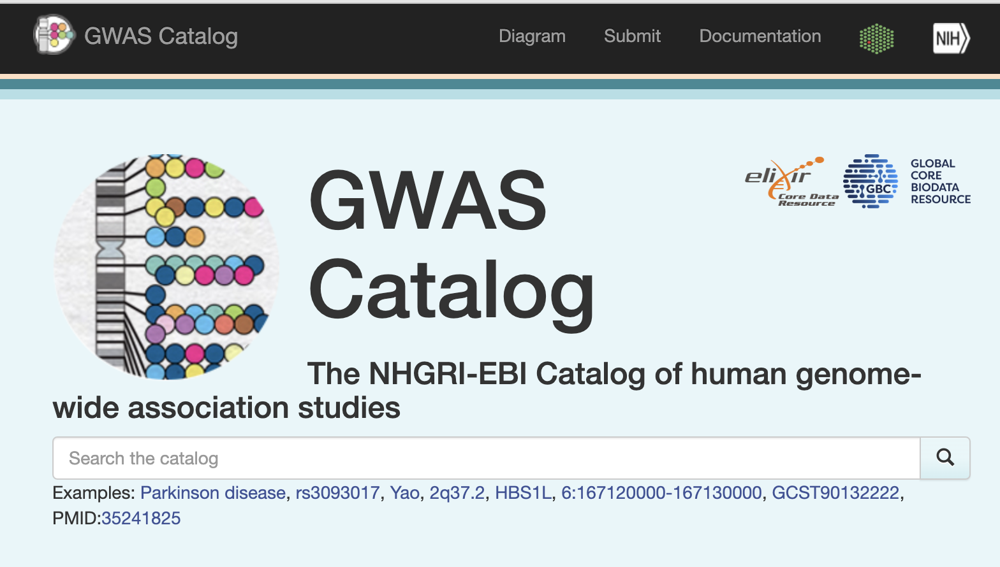 GWAS Catalog
Diagram
Submit
Documentation
NIH
elixir
Core Data
Resource
GBC
GLOBAL
CORE
BIODATA
RESOURCE
GWAS
Catalog
The NHGRI-EBI Catalog of human genome-
wide association studies
Search the catalog
Examples: Parkinson disease, rs3093017, Yao, 2q37.2, HBS1L, 6:167120000-167130000, GCST90132222,
PMID:35241825